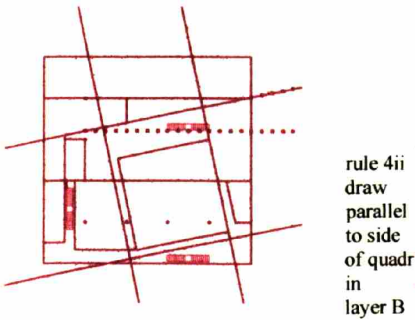 rule 4ii
draw
parallel
to side
of quadr
in
layer B